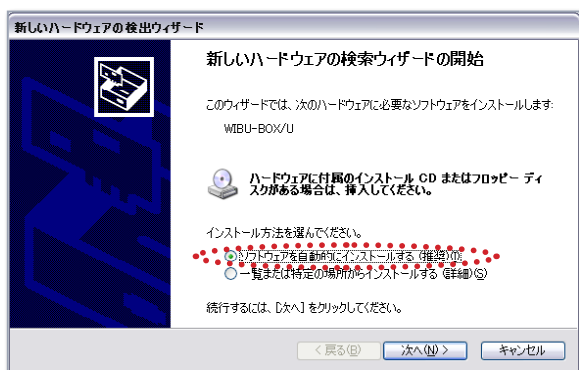 新しいハードウェアの検出ウィザード
新しいハードウェアの検索ウィザードの開始
このウィザードでは、次のハードウェアに必要なソフトウェアをインストールします:
WIBU-BOX/U
ハードウェアに付属のインストール CD またはフロッピー ディ
スクがある場合は、挿入してください。
インストール方法を選んでください。
ソフトウェアを自動的にインストールする (推奨)(I)
一覧または特定の場所からインストールする (詳細)(S)
続行するには、[次へ] をクリックしてください。
< 戻る(B)
次へ(N) >
キャンセル